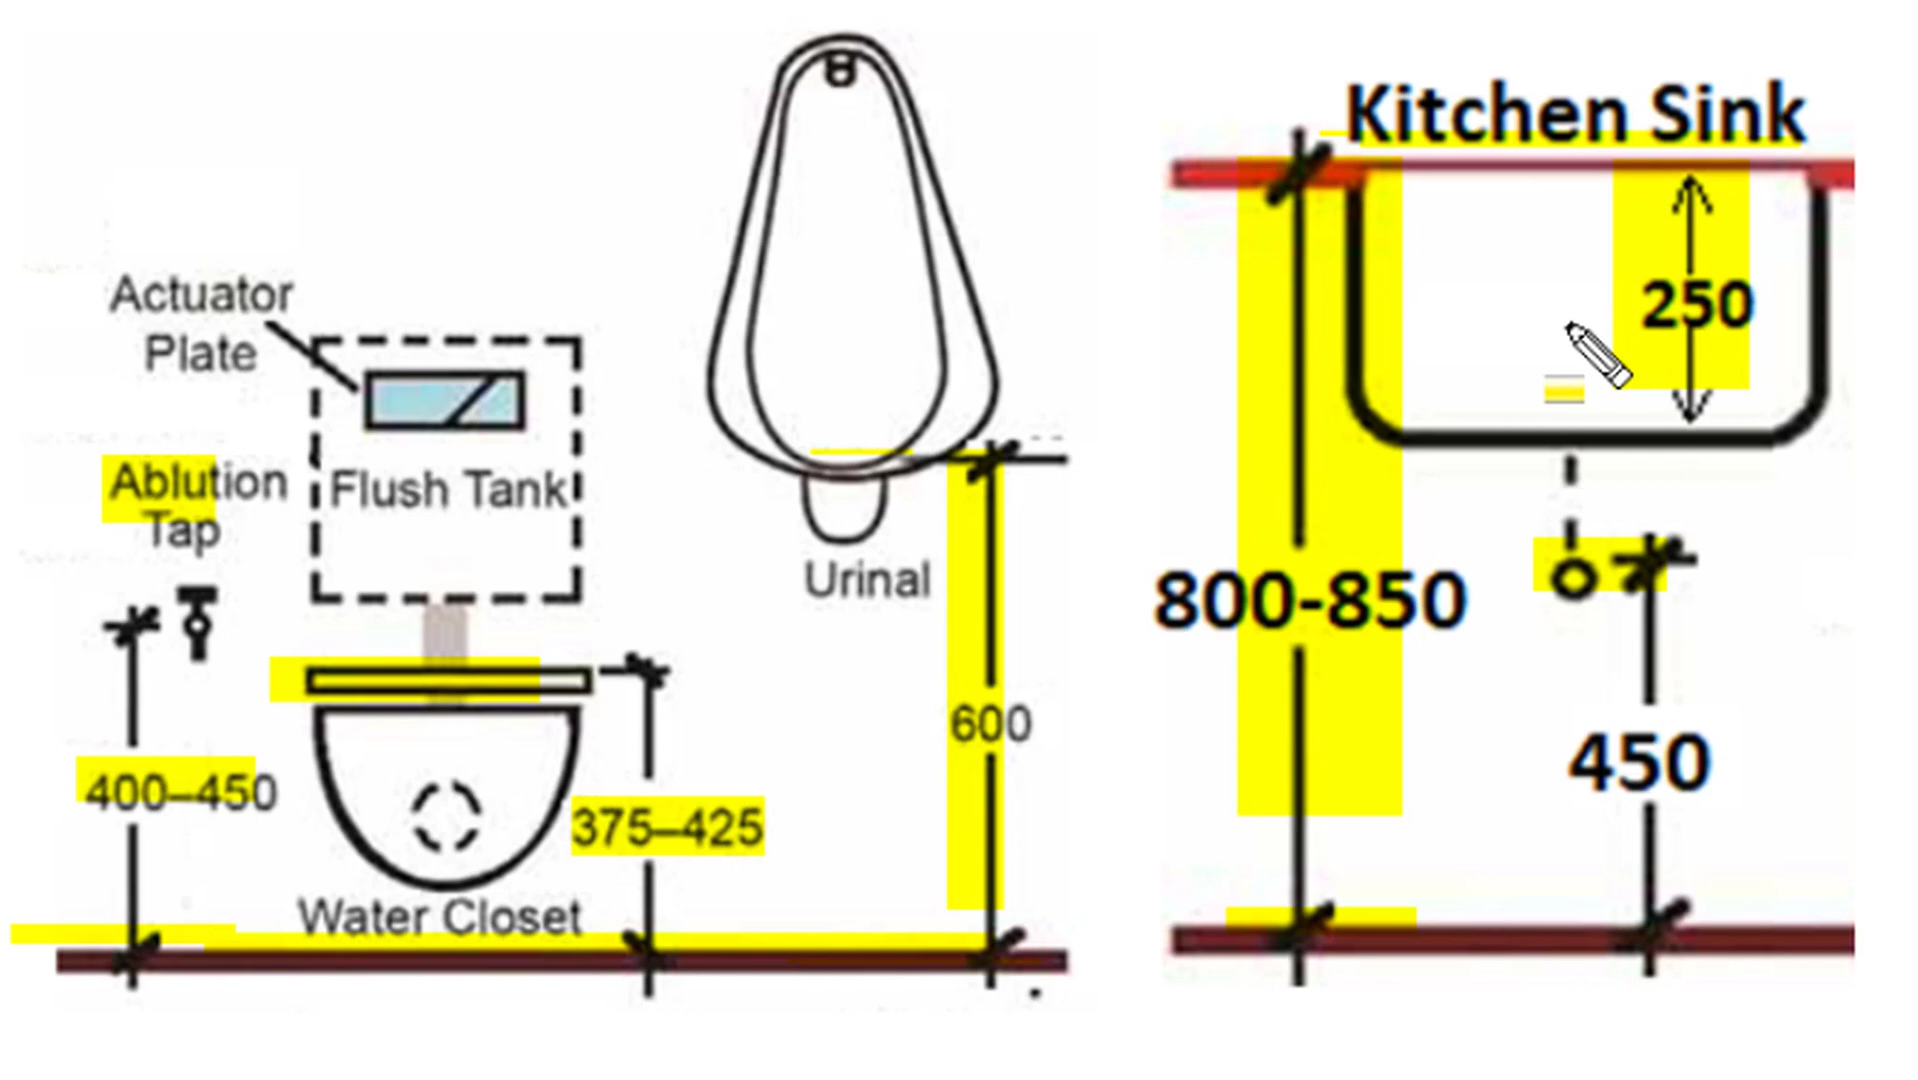 Kitchen Sink
Actuator
Plate
250
Ablution
Tap
Flush Tank
Urinal
800-850
600
450
400–450
375–425
Water Closet